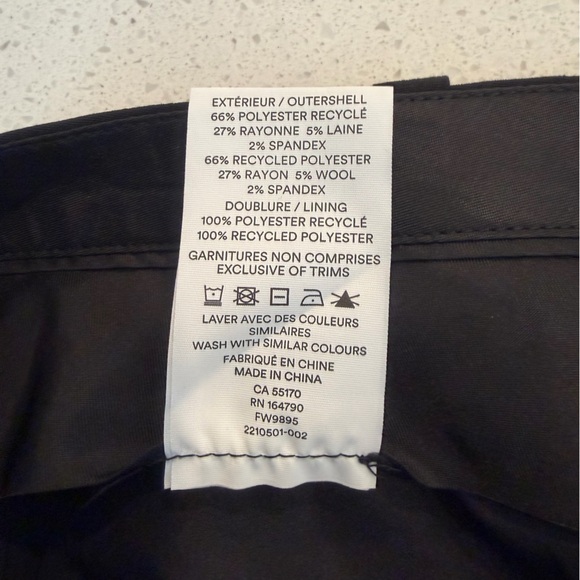 EXTÉRIEUR / OUTERSHELL
66% POLYESTER RECYCLÉ
27% RAYONNE 5% LAINE
2% SPANDEX
66% RECYCLED POLYESTER
27% RAYON 5% WOOL
2% SPANDEX
DOUBLURE / LINING
100% POLYESTER RECYCLÉ
100% RECYCLED POLYESTER
GARNITURES NON COMPRISES
EXCLUSIVE OF TRIMS
LAVER AVEC DES COULEURS
SIMILAIRES
WASH WITH SIMILAR COLOURS
FABRIQUÉ EN CHINE
MADE IN CHINA
CA 55170
RN 164790
FW9895
2210501-002